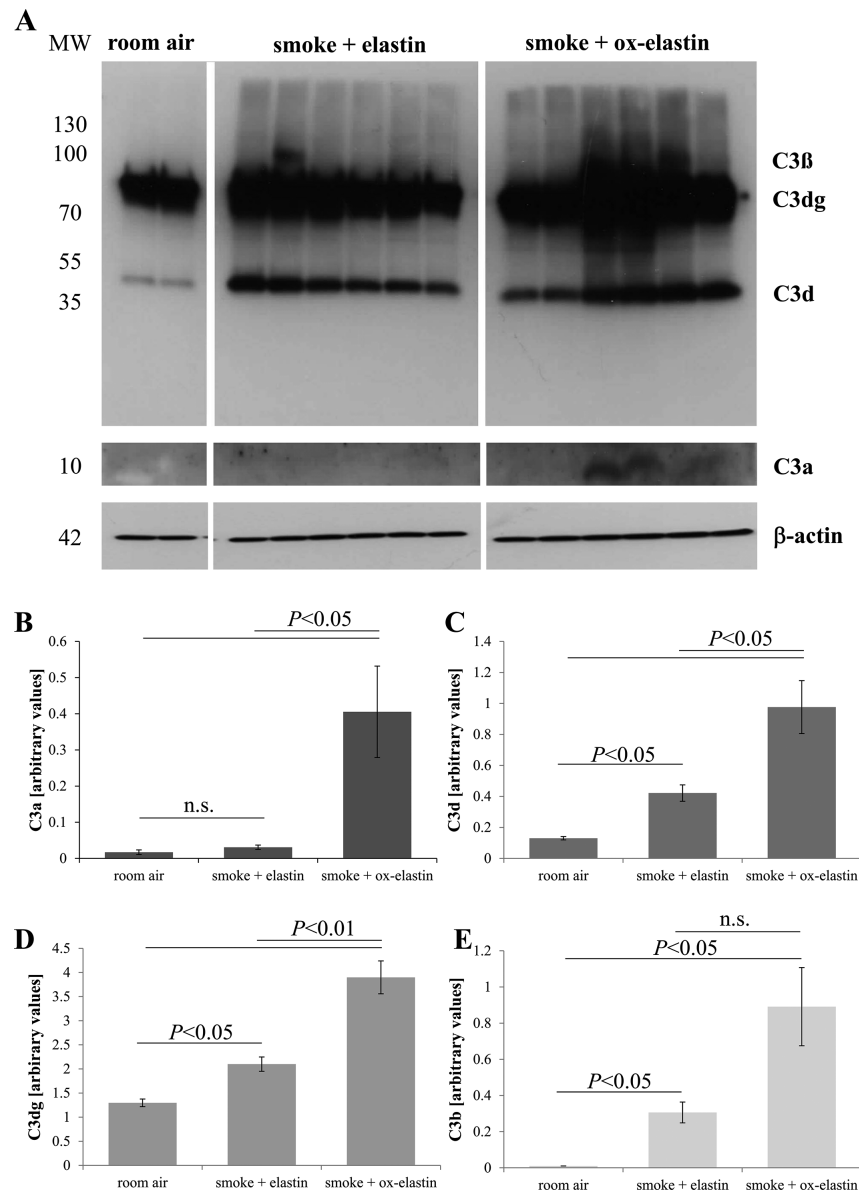 A
MW room air smoke + elastin smoke + ox-elastin
130
100
C3ß
C3dg
70
55
C3d
35
10 C3a
42 β-actin
B
P<0.05
n.s.
C3a [arbitrary values]
0.6
0.5
0.4
0.3
0.2
0.1
0
room air smoke + elastin smoke + ox-elastin
C
P<0.05
P<0.05
C3d [arbitrary values]
1.4
1.2
1
0.8
0.6
0.4
0.2
0
room air smoke + elastin smoke + ox-elastin
D
P<0.01
P<0.05
C3dg [arbirary values]
4.5
4
3.5
3
2.5
2
1.5
1
0.5
0
room air smoke + elastin smoke + ox-elastin
E
n.s.
P<0.05
P<0.05
C3b [arbitrary values]
1.2
1
0.8
0.6
0.4
0.2
0
room air smoke + elastin smoke + ox-elastin